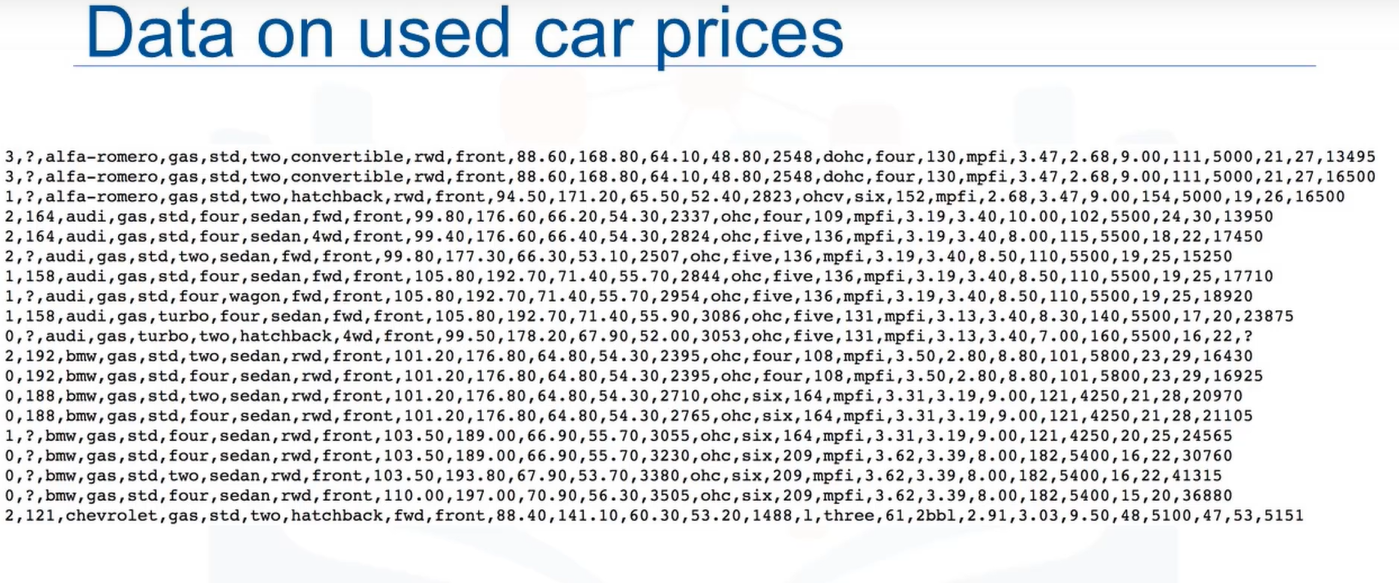 Data on used car prices
3,?,alfa-romero,gas,std,two,convertible,rwd,front,88.60,168.80,64.10,48.80,2548,dohc,four,130,mpfi,3.47,2.68,9.00,111,5000,21,27,13495
3,?,alfa-romero,gas,std,two,convertible,rwd,front,88.60,168.80,64.10,48.80,2548,dohc,four,130,mpfi,3.47,2.68,9.00,111,5000,21,27,16500
1,?,alfa-romero,gas,std,two,hatchback,rwd,front,94.50,171.20,65.50,52.40,2823,ohcv,six,152,mpfi,2.68,3.47,9.00,154,5000,19,26,16500
2,164,audi,gas,std,four,sedan,fwd,front,99.80,176.60,66.20,54.30,2337,ohc,four,109,mpfi,3.19,3.40,10.00,102,5500,24,30,13950
2,164,audi,gas,std,four,sedan,4wd,front,99.40,176.60,66.40,54.30,2824,ohc,five,136,mpfi,3.19,3.40,8.00,115,5500,18,22,17450
2,?,audi,gas,std,two,sedan,fwd,front,99.80,177.30,66.30,53.10,2507,ohc,five,136,mpfi,3.19,3.40,8.50,110,5500,19,25,15250
1,158,audi,gas,std,four,sedan,fwd,front,105.80,192.70,71.40,55.70,2844,ohc,five,136,mpfi,3.19,3.40,8.50,110,5500,19,25,17710
1,?,audi,gas,std,four,wagon,fwd,front,105.80,192.70,71.40,55.70,2954,ohc,five,136,mpfi,3.19,3.40,8.50,110,5500,19,25,18920
1,158,audi,gas,turbo,four,sedan,fwd,front,105.80,192.70,71.40,55.90,3086,ohc,five,131,mpfi,3.13,3.40,8.30,140,5500,17,20,23875
0,?,audi,gas,turbo,two,hatchback,4wd,front,99.50,178.20,67.90,52.00,3053,ohc,five,131,mpfi,3.13,3.40,7.00,160,5500,16,22,?
2,192,bmw,gas,std,two,sedan,rwd,front,101.20,176.80,64.80,54.30,2395,ohc,four,108,mpfi,3.50,2.80,8.80,101,5800,23,29,16430
0,192,bmw,gas,std,four,sedan,rwd,front,101.20,176.80,64.80,54.30,2395,ohc,four,108,mpfi,3.50,2.80,8.80,101,5800,23,29,16925
0,188,bmw,gas,std,two,sedan,rwd,front,101.20,176.80,64.80,54.30,2710,ohc,six,164,mpfi,3.31,3.19,9.00,121,4250,21,28,20970
0,188,bmw,gas,std,four,sedan,rwd,front,101.20,176.80,64.80,54.30,2765,ohc,six,164,mpfi,3.31,3.19,9.00,121,4250,21,28,21105
1,?,bmw,gas,std,four,sedan,rwd,front,103.50,189.00,66.90,55.70,3055,ohc,six,164,mpfi,3.31,3.19,9.00,121,4250,20,25,24565
0,?,bmw,gas,std,four,sedan,rwd,front,103.50,189.00,66.90,55.70,3230,ohc,six,209,mpfi,3.62,3.39,8.00,182,5400,16,22,30760
0,?,bmw,gas,std,two,sedan,rwd,front,103.50,193.80,67.90,53.70,3380,ohc,six,209,mpfi,3.62,3.39,8.00,182,5400,16,22,41315
0,?,bmw,gas,std,four,sedan,rwd,front,110.00,197.00,70.90,56.30,3505,ohc,six,209,mpfi,3.62,3.39,8.00,182,5400,15,20,36880
2,121,chevrolet,gas,std,two,hatchback,fwd,front,88.40,141.10,60.30,53.20,1488,l,three,61,2bbl,2.91,3.03,9.50,48,5100,47,53,5151